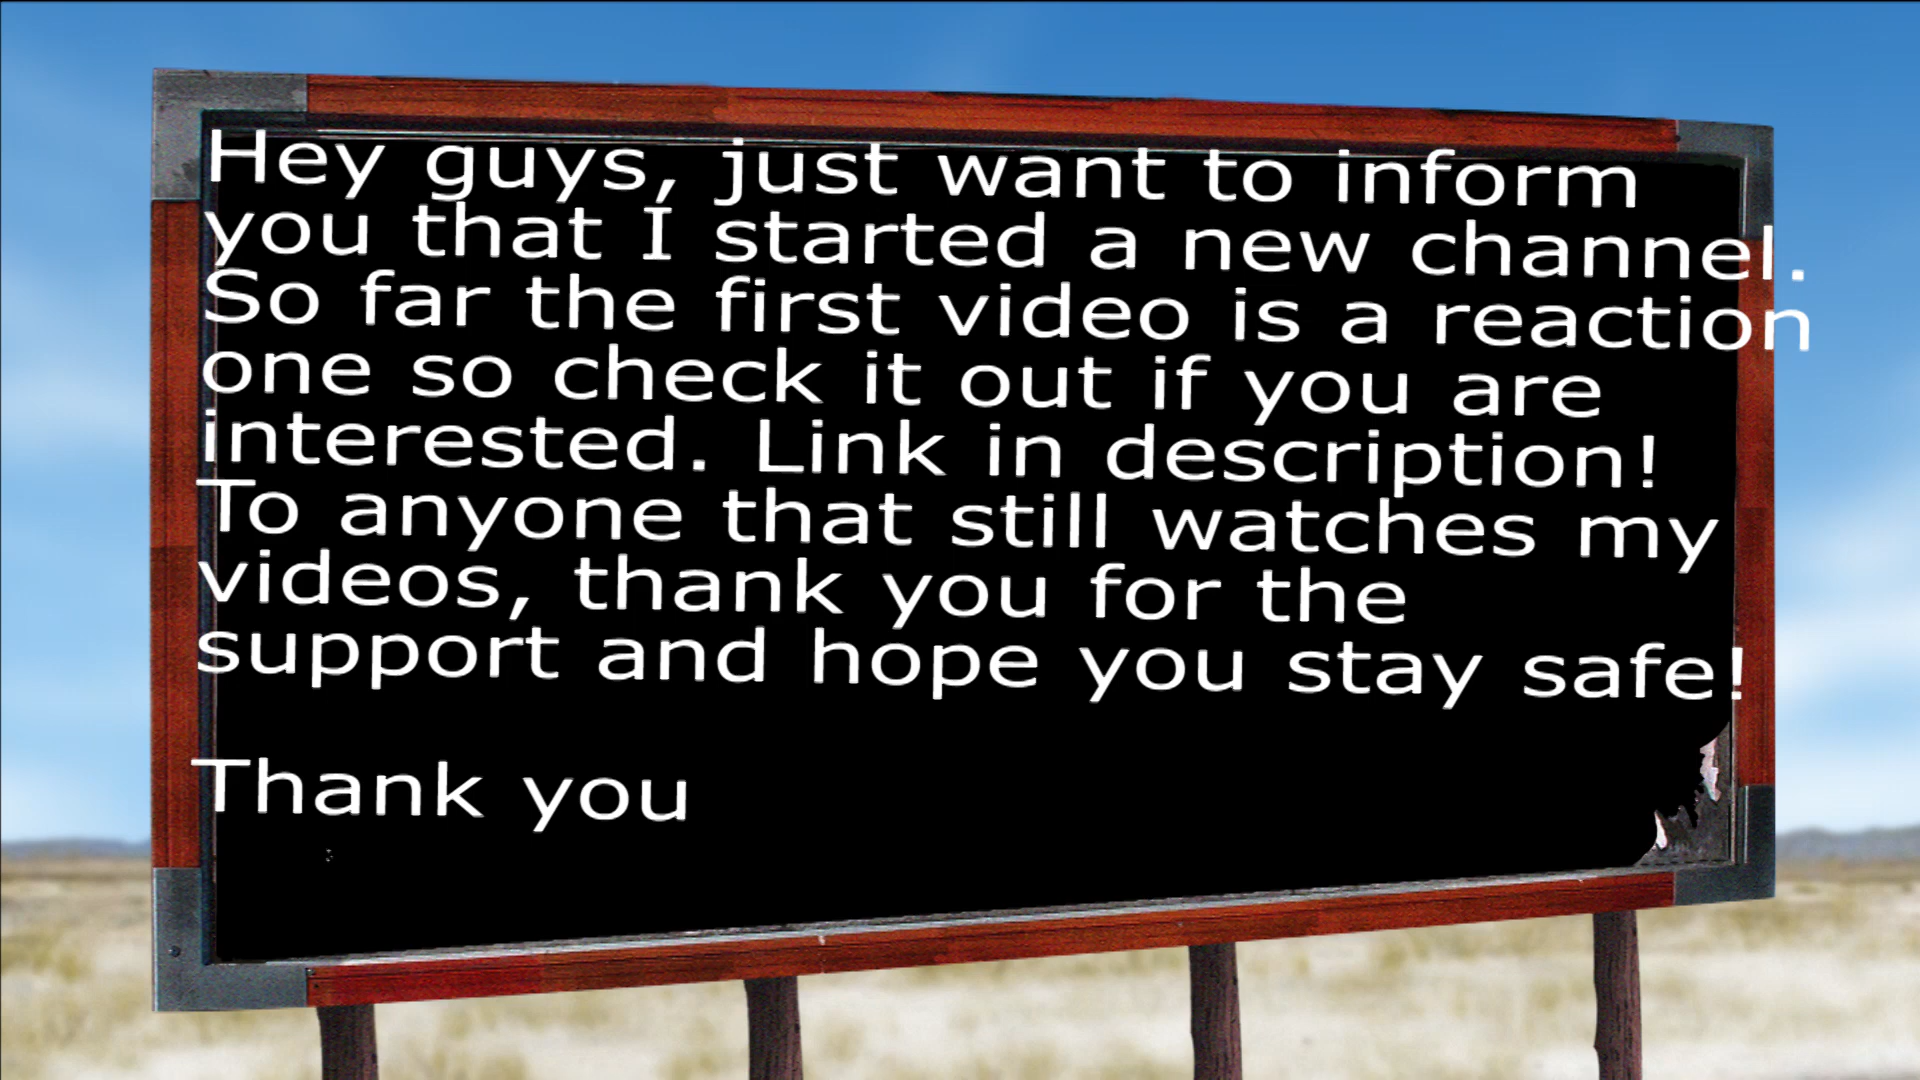 Hey guys, just want to inform
you that I started a new channel.
So far the first video is a reaction
one so check it out if you are
interested. Link in description!
To anyone that still watches my
videos, thank you for the
support and hope you stay safe!
Thank you